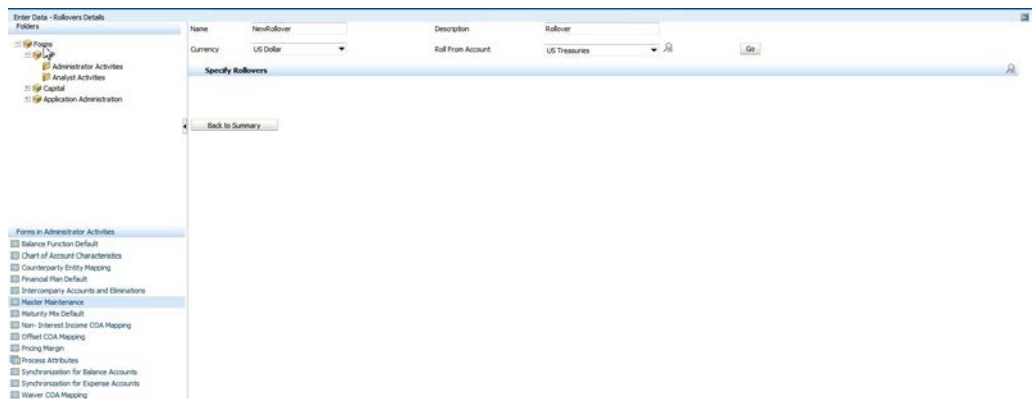 Enter Data - Rollovers Details
Folders
Forms
Administrator Activities
Analyst Activities
Capital
Application Administration
Name NewRollover Description Rollover
Currency US Dollar Roll From Account US Treasuries Go
Specify Rollovers
Back to Summary
Forms in Administrator Activities
Balance Function Default
Chart of Account Characteristics
Counterparty Entity Mapping
Financial Plan Default
Intercompany Accounts and Eliminations
Master Maintenance
Maturity Mix Default
Non- Interest Income COA Mapping
Offset COA Mapping
Pricing Margin
Process Attributes
Synchronization for Balance Accounts
Synchronization for Expense Accounts
Waiver COA Mapping